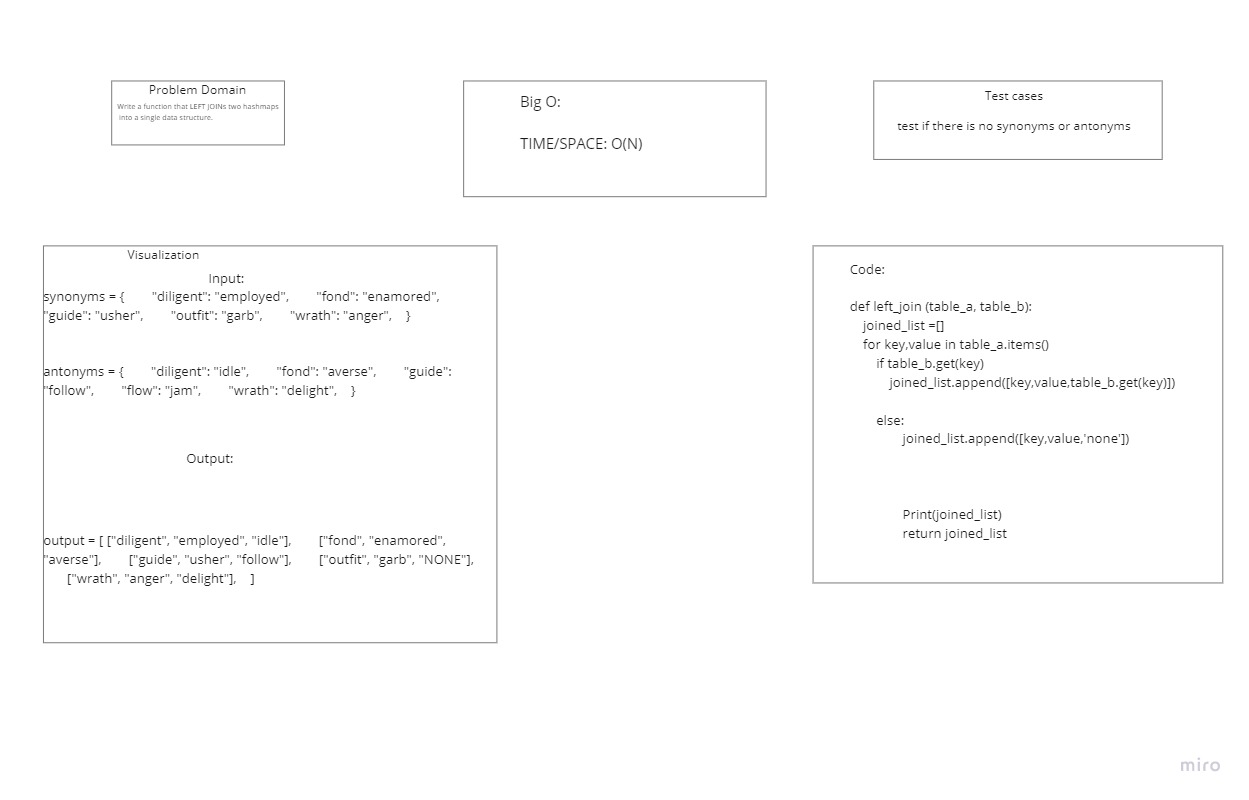 Problem Domain
Write a function that LEFT JOINs two hashmaps
into a single data structure.
Big O:
TIME/SPACE: O(N)
Test cases
test if there is no synonyms or antonyms
Visualization
Input:
synonyms = { "diligent": "employed", "fond": "enamored",
"guide": "usher", "outfit": "garb", "wrath": "anger", }
antonyms = { "diligent": "idle", "fond": "averse", "guide":
"follow", "flow": "jam", "wrath": "delight", }
Output:
output = [ ["diligent", "employed", "idle"], ["fond", "enamored",
"averse"], ["guide", "usher", "follow"], ["outfit", "garb", "NONE"],
["wrath", "anger", "delight"], ]
Code:
def left_join (table_a, table_b):
joined_list =[]
for key,value in table_a.items()
if table_b.get(key)
joined_list.append([key,value,table_b.get(key)])
else:
joined_list.append([key,value,'none'])
Print(joined_list)
return joined_list
miro